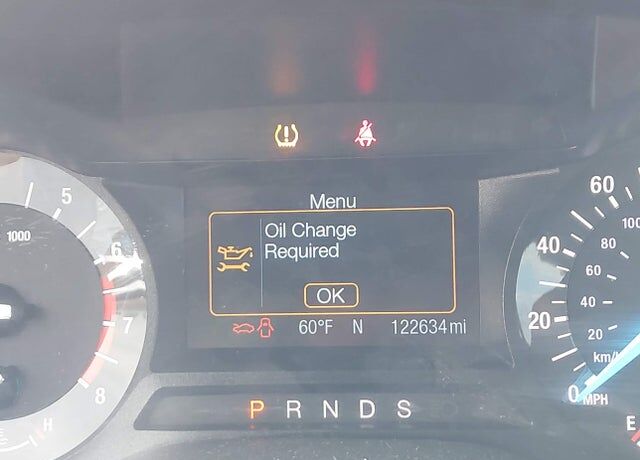 Menu
Oil Change
Required
OK
60°F N 122634mi
P R N D S
5
1000
6
7
8
H
60
100
40
80
60
20
40
20
km/
0
MPH
E